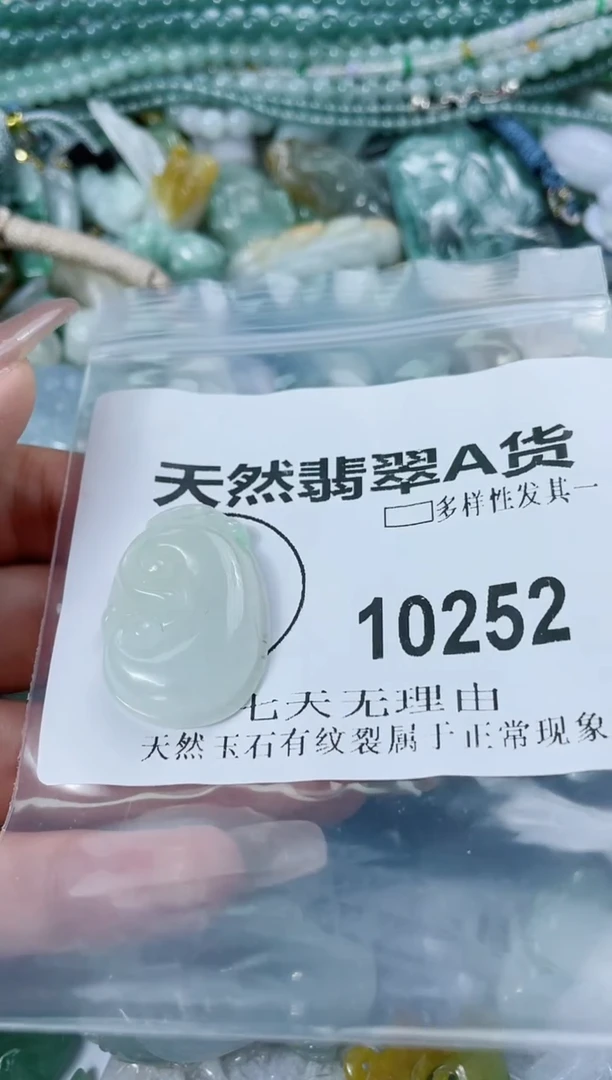 天然翡翠A货
多样性发其一
10252
七天无理由
天然玉石有纹裂属于正常现象